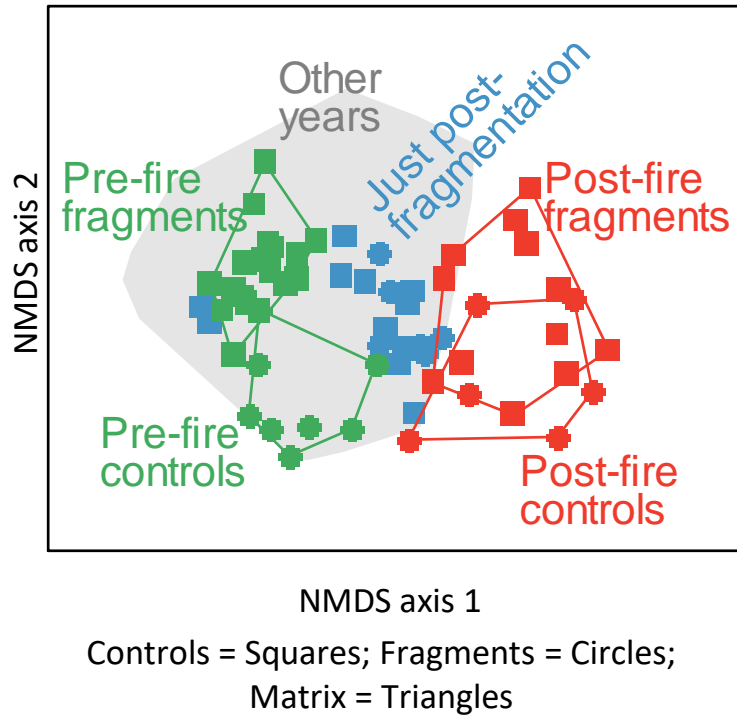 Other
years
Just post-
fragmentation
Pre-fire
fragments
Post-fire
fragments
NMDS axis 2
Pre-fire
controls
Post-fire
controls
NMDS axis 1
Controls = Squares; Fragments = Circles;
Matrix = Triangles